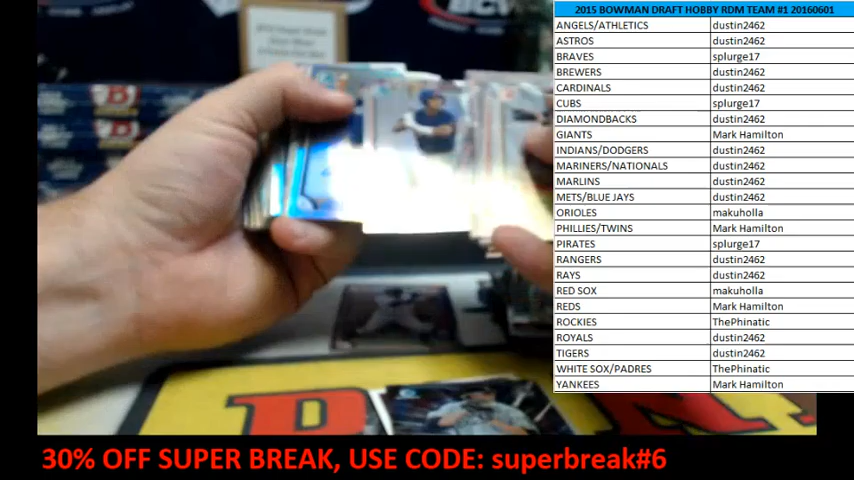 2015 BOWMAN DRAFT HOBBY RDM TEAM #1 20160601
ANGELS/ATHLETICS dustin2462
ASTROS dustin2462
BRAVES splurge17
BREWERS dustin2462
CARDINALS dustin2462
CUBS splurge17
DIAMONDBACKS dustin2462
GIANTS Mark Hamilton
INDIANS/DODGERS dustin2462
MARINERS/NATIONALS dustin2462
MARLINS dustin2462
METS/BLUE JAYS dustin2462
ORIOLES makuholla
PHILLIES/TWINS Mark Hamilton
PIRATES splurge17
RANGERS dustin2462
RAYS dustin2462
RED SOX makuholla
REDS Mark Hamilton
ROCKIES ThePhinatic
ROYALS dustin2462
TIGERS dustin2462
WHITE SOX/PADRES ThePhinatic
YANKEES Mark Hamilton
30% OFF SUPER BREAK, USE CODE: superbreak#6